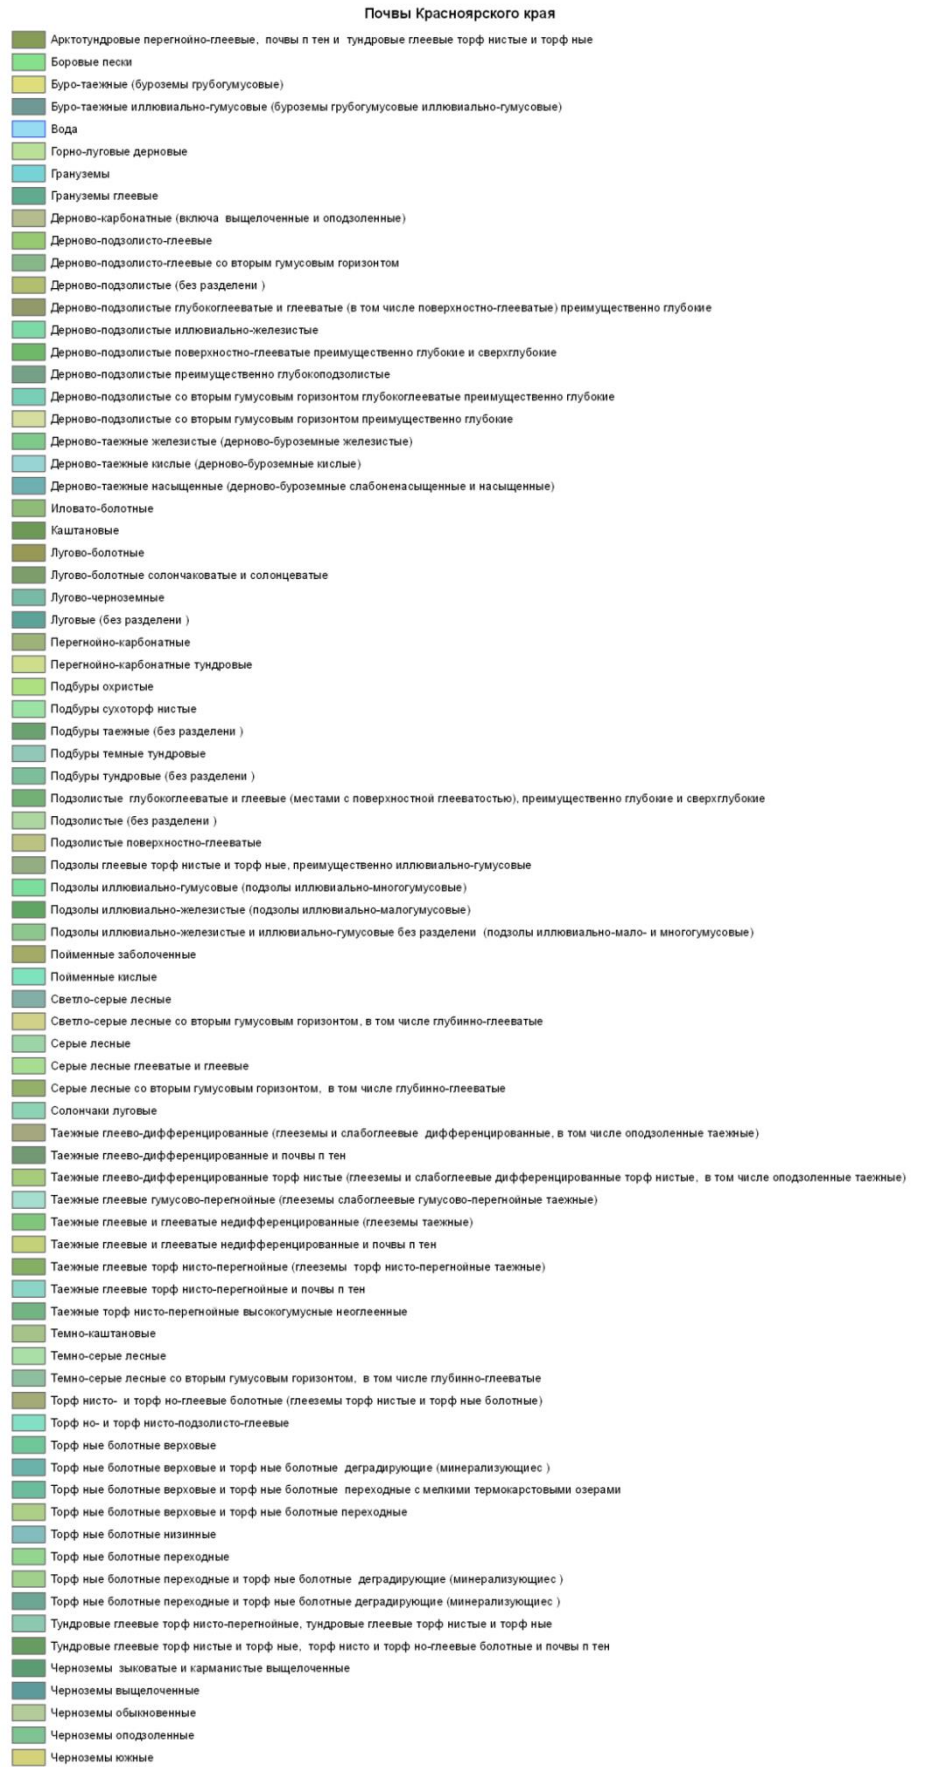 Почвы Красноярского края
Арктотундровые перегнойно-глеевые, почвы п тен и тундровые глеевые торф нистые и торф ные
Боровые пески
Буро-таежные (буроземы грубогумусовые)
Буро-таежные иллювиально-гумусовые (буроземы грубогумусовые иллювиально-гумусовые)
Вода
Горно-луговые дерновые
Грануземы
Грануземы глеевые
Дерново-карбонатные (включа выщелоченные и оподзоленные)
Дерново-подзолисто-глеевые
Дерново-подзолисто-глеевые со вторым гумусовым горизонтом
Дерново-подзолистые (без разделени )
Дерново-подзолистые глубокоглееватые и глееватые (в том числе поверхностно-глееватые) преимущественно глубокие
Дерново-подзолистые иллювиально-железистые
Дерново-подзолистые поверхностно-глееватые преимущественно глубокие и сверхглубокие
Дерново-подзолистые преимущественно глубокоподзолистые
Дерново-подзолистые со вторым гумусовым горизонтом глубокоглееватые преимущественно глубокие
Дерново-подзолистые со вторым гумусовым горизонтом преимущественно глубокие
Дерново-таежные железистые (дерново-буроземные железистые)
Дерново-таежные кислые (дерново-буроземные кислые)
Дерново-таежные насыщенные (дерново-буроземные слабоненасыщенные и насыщенные)
Иловато-болотные
Каштановые
Лугово-болотные
Лугово-болотные солончаковатые и солонцеватые
Лугово-черноземные
Луговые (без разделени )
Перегнойно-карбонатные
Перегнойно-карбонатные тундровые
Подбуры охристые
Подбуры сухоторф нистые
Подбуры таежные (без разделени )
Подбуры темные тундровые
Подбуры тундровые (без разделени )
Подзолистые глубокоглееватые и глеевые (местами с поверхностной глееватостью), преимущественно глубокие и сверхглубокие
Подзолистые (без разделени )
Подзолистые поверхностно-глееватые
Подзолы глеевые торф нистые и торф ные, преимущественно иллювиально-гумусовые
Подзолы иллювиально-гумусовые (подзолы иллювиально-многогумусовые)
Подзолы иллювиально-железистые (подзолы иллювиально-малогумусовые)
Подзолы иллювиально-железистые и иллювиально-гумусовые без разделени (подзолы иллювиально-мало- и многогумусовые)
Пойменные заболоченные
Пойменные кислые
Светло-серые лесные
Светло-серые лесные со вторым гумусовым горизонтом, в том числе глубинно-глееватые
Серые лесные
Серые лесные глееватые и глеевые
Серые лесные со вторым гумусовым горизонтом, в том числе глубинно-глееватые
Солончаки луговые
Таежные глеево-дифференцированные (глееземы и слабоглеевые дифференцированные, в том числе оподзоленные таежные)
Таежные глеево-дифференцированные и почвы п тен
Таежные глеево-дифференцированные торф нистые (глееземы и слабоглеевые дифференцированные торф нистые, в том числе оподзоленные таежные)
Таежные глеевые гумусово-перегнойные (глееземы слабоглеевые гумусово-перегнойные таежные)
Таежные глеевые и глееватые недифференцированные (глееземы таежные)
Таежные глеевые и глееватые недифференцированные и почвы п тен
Таежные глеевые торф нисто-перегнойные (глееземы торф нисто-перегнойные таежные)
Таежные глеевые торф нисто-перегнойные и почвы п тен
Таежные торф нисто-перегнойные высокогумусные неоглеенные
Темно-каштановые
Темно-серые лесные
Темно-серые лесные со вторым гумусовым горизонтом, в том числе глубинно-глееватые
Торф нисто- и торф но-глеевые болотные (глееземы торф нистые и торф ные болотные)
Торф но- и торф нисто-подзолисто-глеевые
Торф ные болотные верховые
Торф ные болотные верховые и торф ные болотные деградирующие (минерализующиес )
Торф ные болотные верховые и торф ные болотные переходные с мелкими термокарстовыми озерами
Торф ные болотные верховые и торф ные болотные переходные
Торф ные болотные низинные
Торф ные болотные переходные
Торф ные болотные переходные и торф ные болотные деградирующие (минерализующиес )
Торф ные болотные переходные и торф ные болотные деградирующие (минерализующиес )
Тундровые глеевые торф нисто-перегнойные, тундровые глеевые торф нистые и торф ные
Тундровые глеевые торф нистые и торф ные, торф нисто и торф но-глеевые болотные и почвы п тен
Черноземы зыковатые и карманистые выщелоченные
Черноземы выщелоченные
Черноземы обыкновенные
Черноземы оподзоленные
Черноземы южные